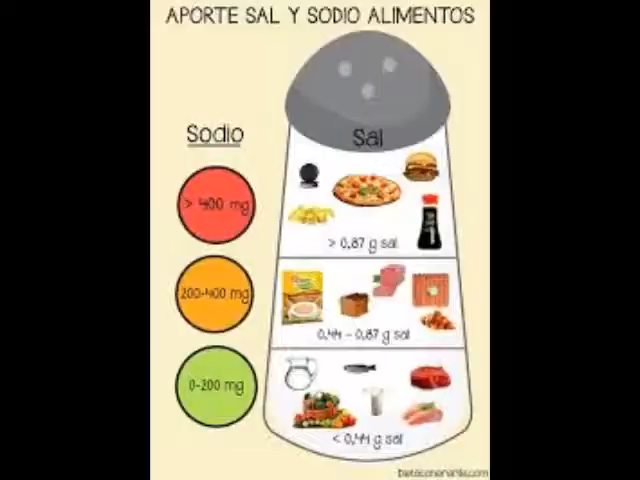 APORTE SAL Y SODIO ALIMENTOS
Sodio
Sal
> 400 mg
> 0,87 g sal
200-400 mg
0,44 - 0,87 g sal
0-200 mg
< 0,44 g sal